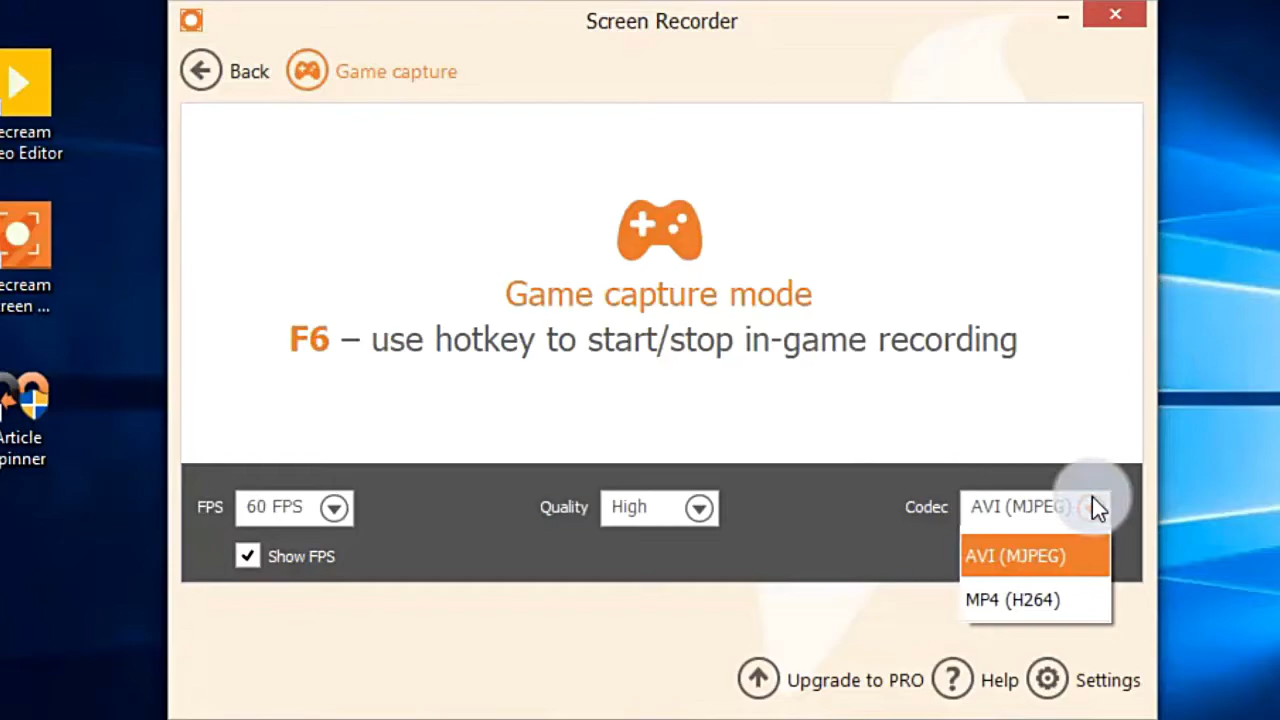 Screen Recorder
Back
Game capture
ecream
eo Editor
ecream
reen ...
Article
pinner
Game capture mode
F6 – use hotkey to start/stop in-game recording
FPS
60 FPS
Quality
High
Codec
AVI (MJPEG)
Show FPS
AVI (MJPEG)
MP4 (H264)
Upgrade to PRO
Help
Settings